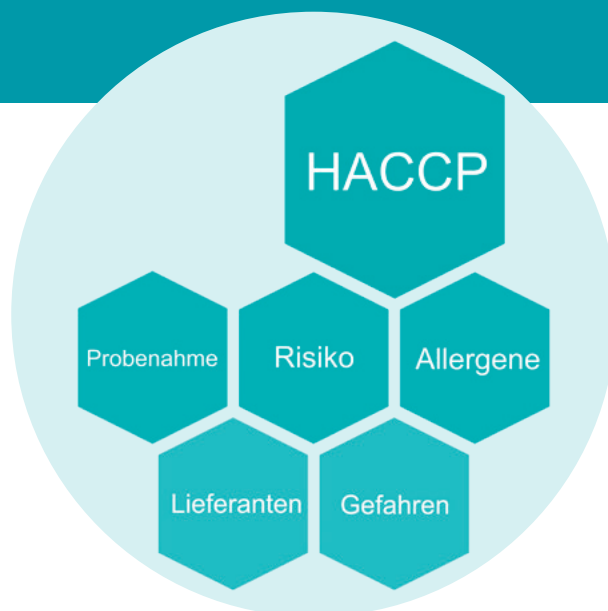 HACCP
Probenahme
Risiko
Allergene
Lieferanten
Gefahren